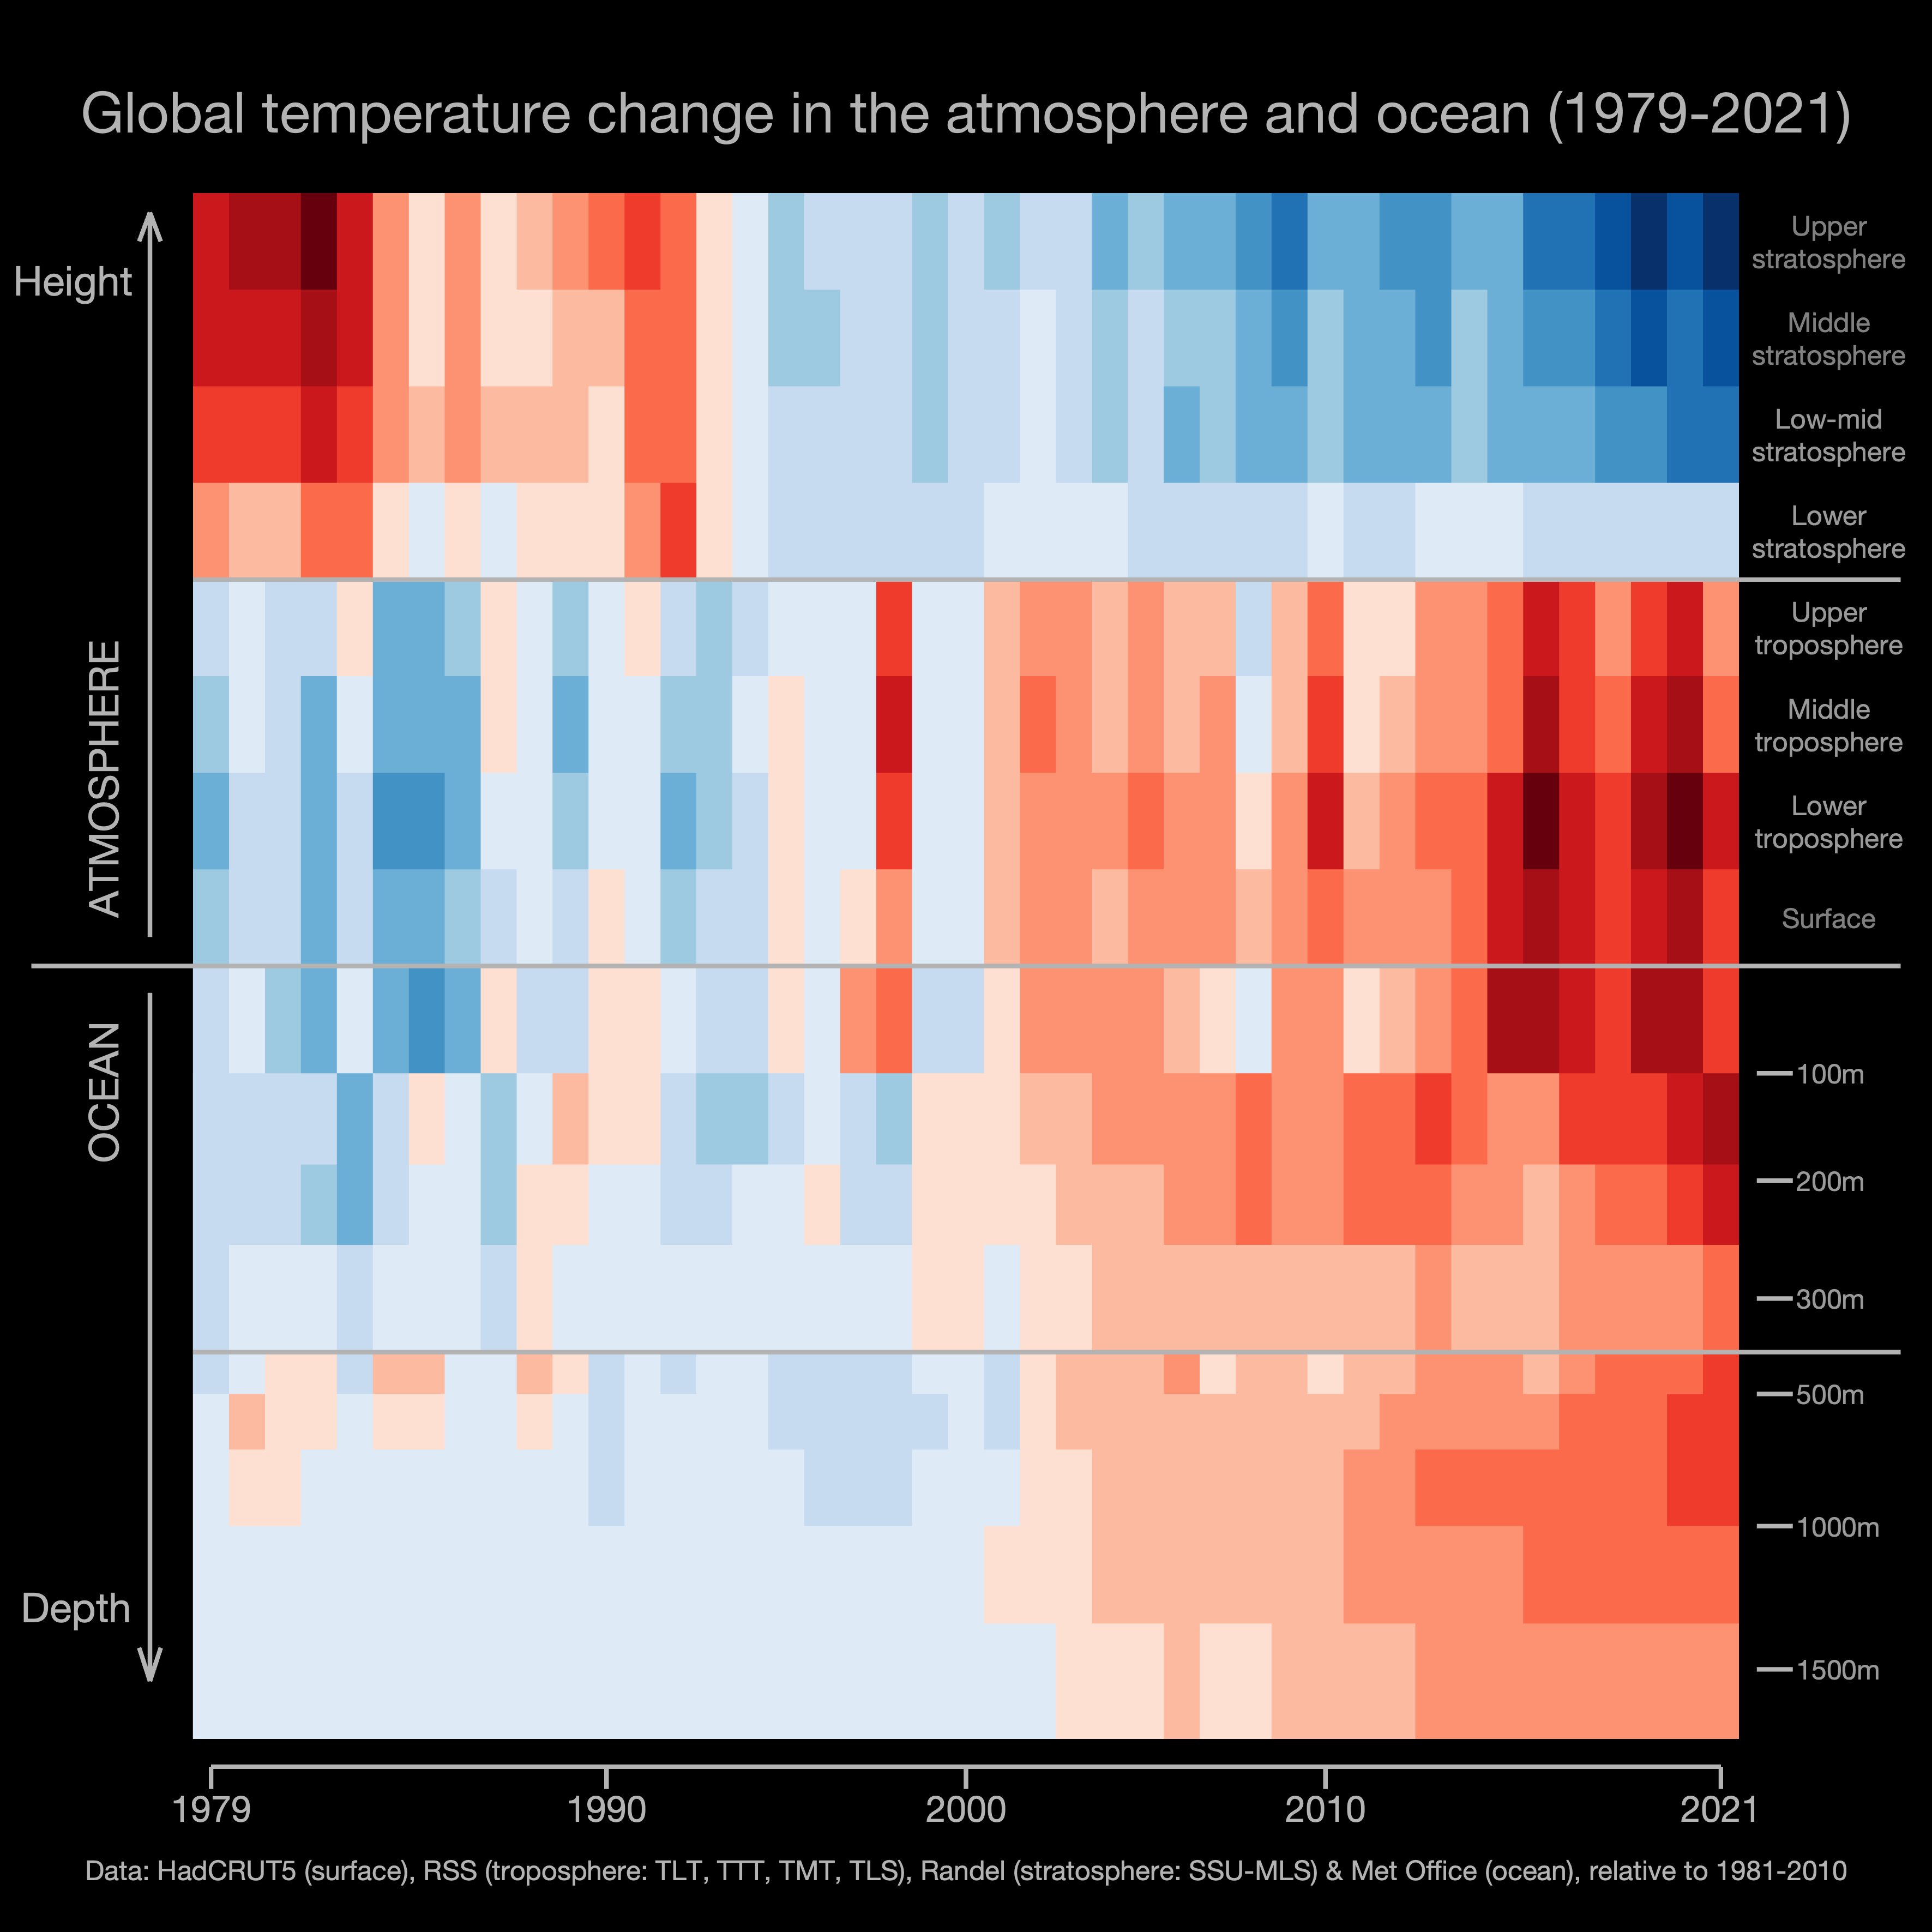 Global temperature change in the atmosphere and ocean (1979-2021)
Height
ATMOSPHERE
OCEAN
Depth
Upper
stratosphere
Middle
stratosphere
Low-mid
stratosphere
Lower
stratosphere
Upper
troposphere
Middle
troposphere
Lower
troposphere
Surface
100m
200m
300m
500m
1000m
1500m
1979 1990 2000 2010 2021
Data: HadCRUT5 (surface), RSS (troposphere: TLT, TTT, TMT, TLS), Randel (stratosphere: SSU-MLS) & Met Office (ocean), relative to 1981-2010